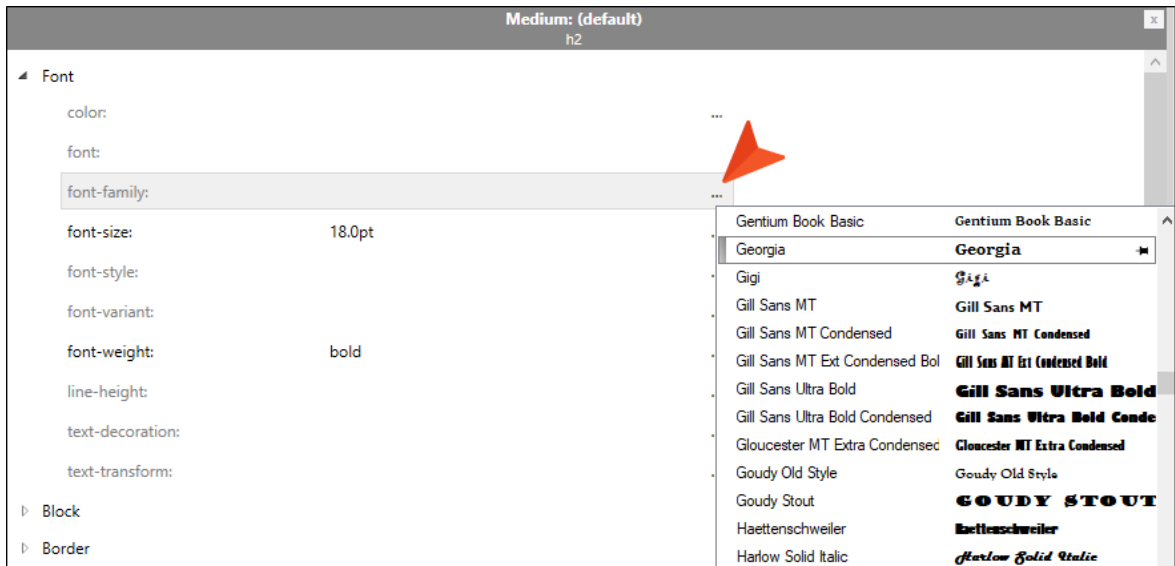 Medium: (default)
x
h2
Font
color: ...
font:
font-family: ...
font-size: 18.0pt
font-style:
font-variant:
font-weight: bold
line-height:
text-decoration:
text-transform:
Block
Border
Gentium Book Basic Gentium Book Basic
Georgia Georgia
Gigi Gigi
Gill Sans MT Gill Sans MT
Gill Sans MT Condensed Gill Sans MT Condensed
Gill Sans MT Ext Condensed Bol Gill Sans MT Ext Condensed Bold
Gill Sans Ultra Bold Gill Sans Ultra Bold
Gill Sans Ultra Bold Condensed Gill Sans Ultra Bold Conde
Gloucester MT Extra Condensed Gloucester MT Extra Condensed
Goudy Old Style Goudy Old Style
Goudy Stout GOUDY STOUT
Haettenschweiler Haettenschweiler
Harlow Solid Italic Harlow Solid Italic